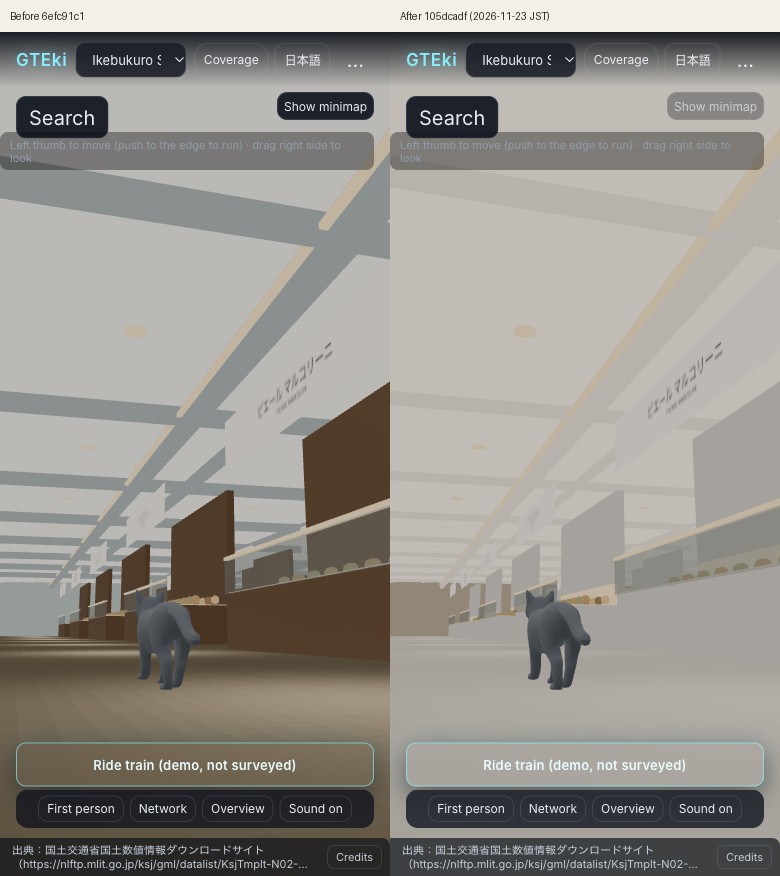 Before 6efc91c1
After 105dcadf (2026-11-23 JST)
GTEki
Ikebukuro S
Coverage
日本語
...
Search
Show minimap
Left thumb to move (push to the edge to run) · drag right side to
look
ピエール マルコリーニ
Ride train (demo, not surveyed)
First person
Network
Overview
Sound on
出典：国土交通省国土数値情報ダウンロードサイト
（https://nlftp.mlit.go.jp/ksj/gml/datalist/KsjTmplt-N02-...
Credits
GTEki
Ikebukuro S
Coverage
日本語
...
Search
Show minimap
Left thumb to move (push to the edge to run) · drag right side to
look
ピエール マルコリーニ
Ride train (demo, not surveyed)
First person
Network
Overview
Sound on
出典：国土交通省国土数値情報ダウンロードサイト
（https://nlftp.mlit.go.jp/ksj/gml/datalist/KsjTmplt-N02-...
Credits